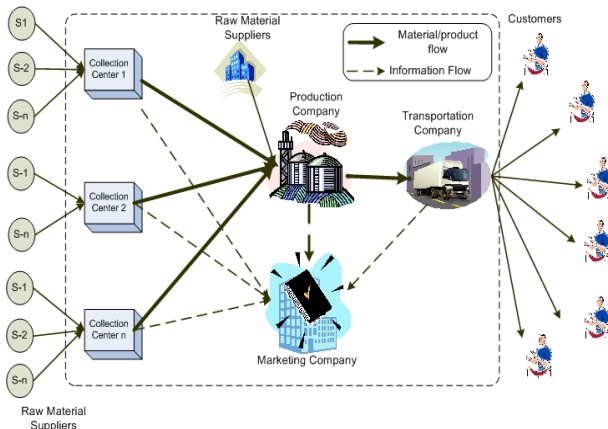 S1
S-2
S-n
S-1
S-n
S-1
S-2
S-n
Raw Material
Suppliers
Collection
Center 1
Collection
Center 2
Collection
Center n
Raw Material
Suppliers
Material/product
flow
Information Flow
Production
Company
Transportation
Company
Marketing Company
Customers